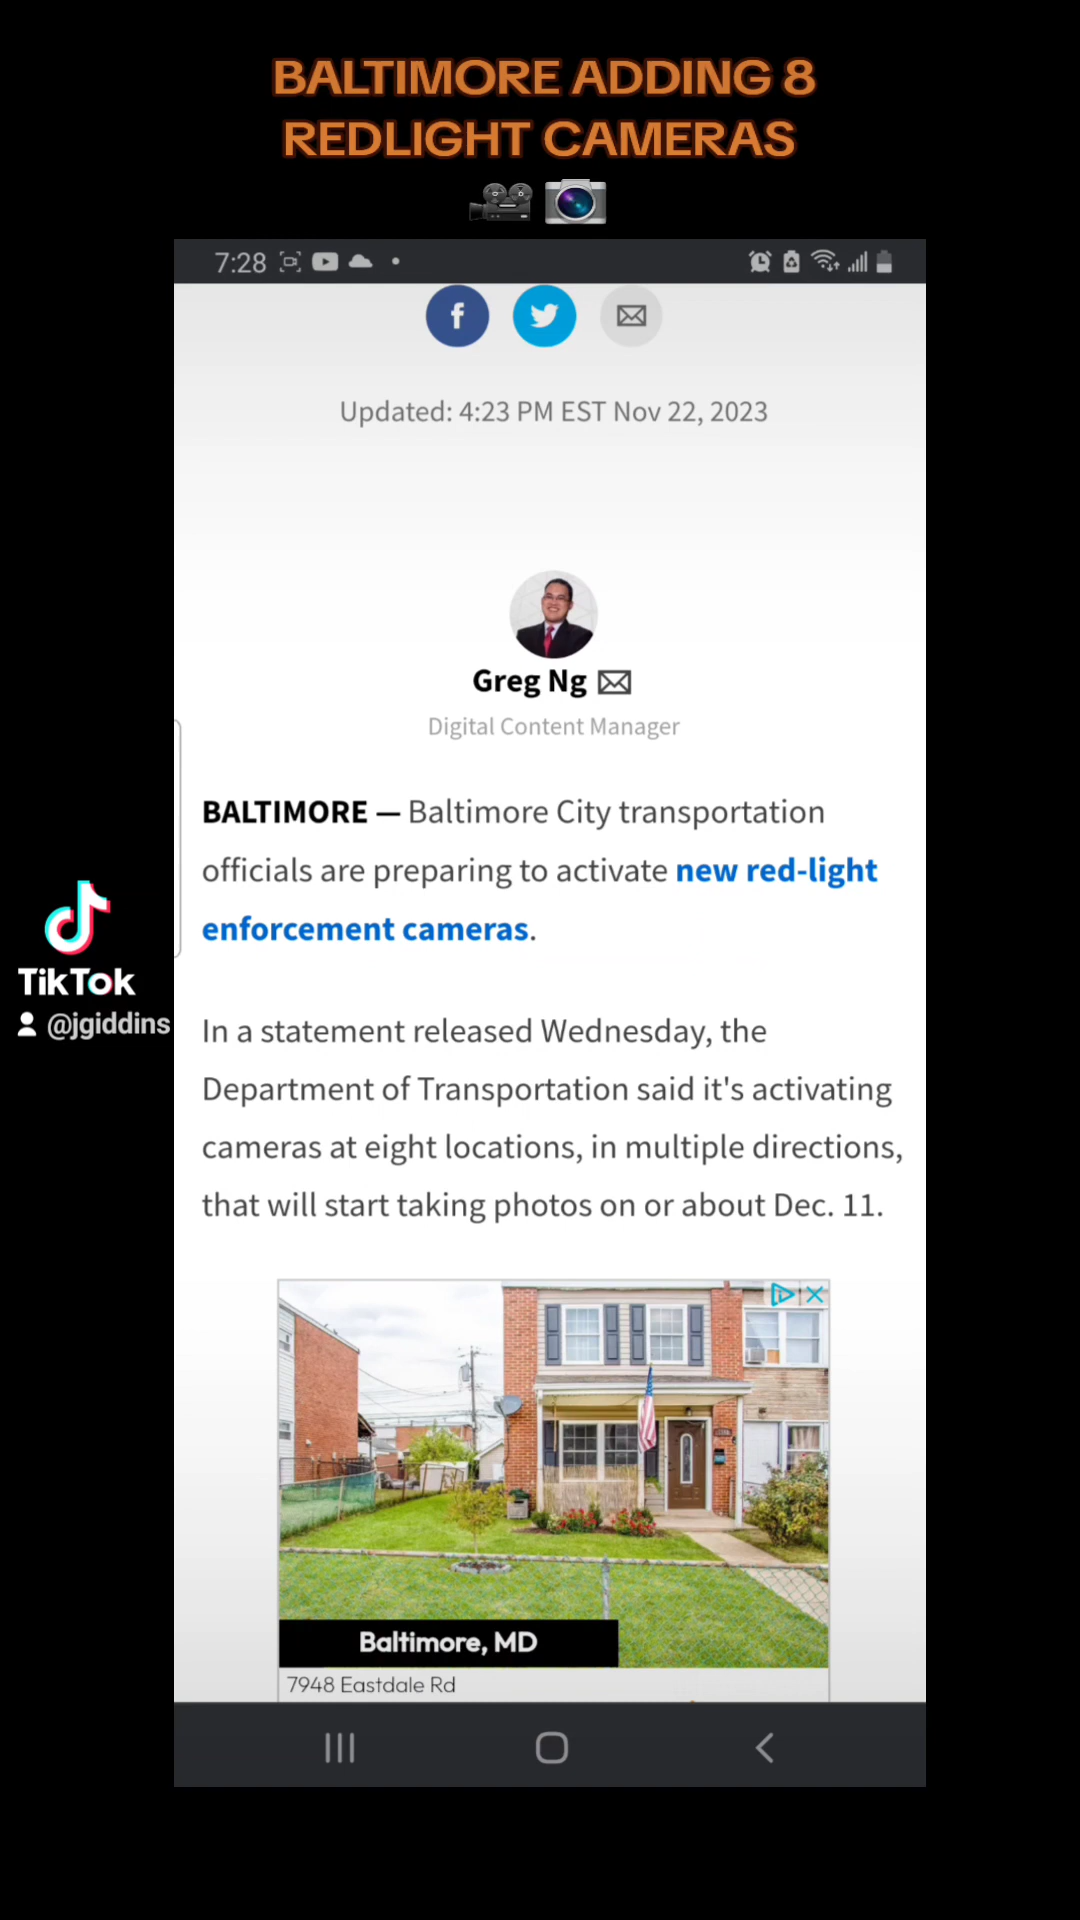 BALTIMORE ADDING 8
REDLIGHT CAMERAS
7:28
Updated: 4:23 PM EST Nov 22, 2023
Greg Ng
Digital Content Manager
BALTIMORE — Baltimore City transportation
officials are preparing to activate new red-light
enforcement cameras.
TikTok
@jgiddins
In a statement released Wednesday, the
Department of Transportation said it's activating
cameras at eight locations, in multiple directions,
that will start taking photos on or about Dec. 11.
Baltimore, MD
7948 Eastdale Rd